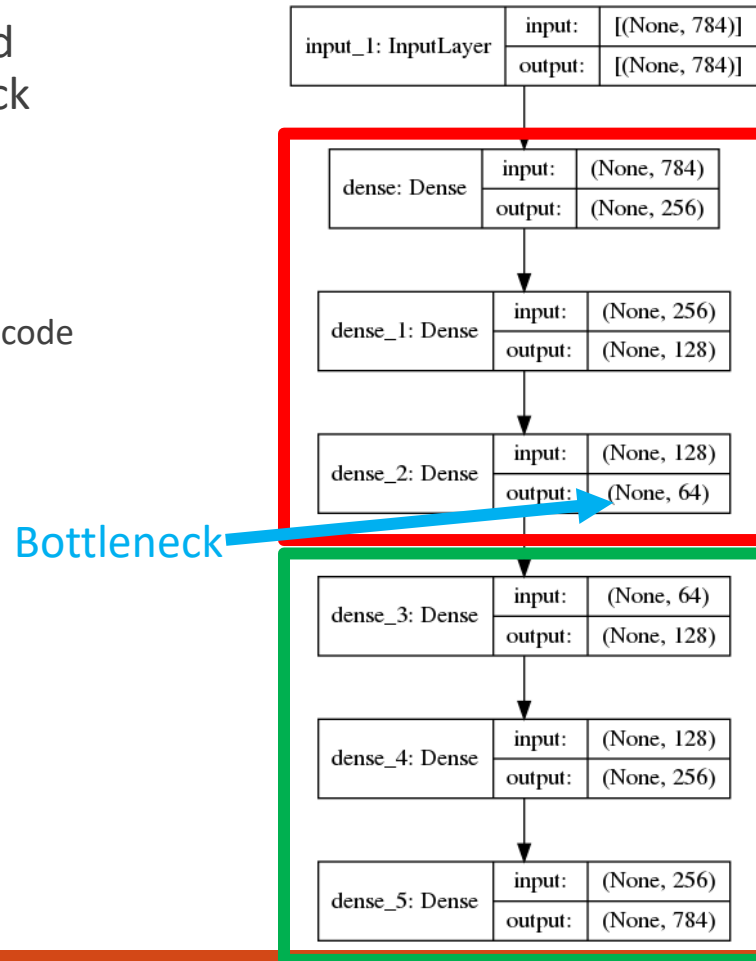 d
ck
code
Bottleneck
input_1: InputLayer
input: [(None, 784)]
output: [(None, 784)]
dense: Dense
input: (None, 784)
output: (None, 256)
dense_1: Dense
input: (None, 256)
output: (None, 128)
dense_2: Dense
input: (None, 128)
output: (None, 64)
dense_3: Dense
input: (None, 64)
output: (None, 128)
dense_4: Dense
input: (None, 128)
output: (None, 256)
dense_5: Dense
input: (None, 256)
output: (None, 784)